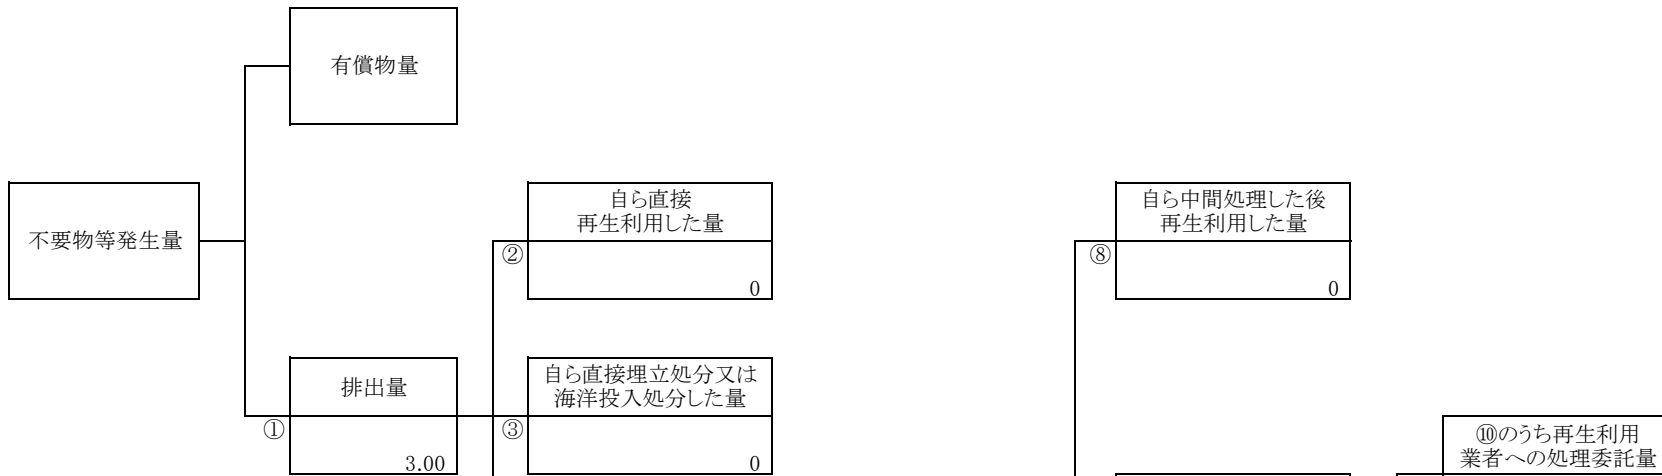 有償物量
自ら直接
再生利用した量
自ら中間処理した後
再生利用した量
不要物等発生量
②
⑧
0
0
排出量
自ら直接埋立処分又は
海洋投入処分した量
①
③
⑩のうち再生利用
業者への処理委託量
3.00
0